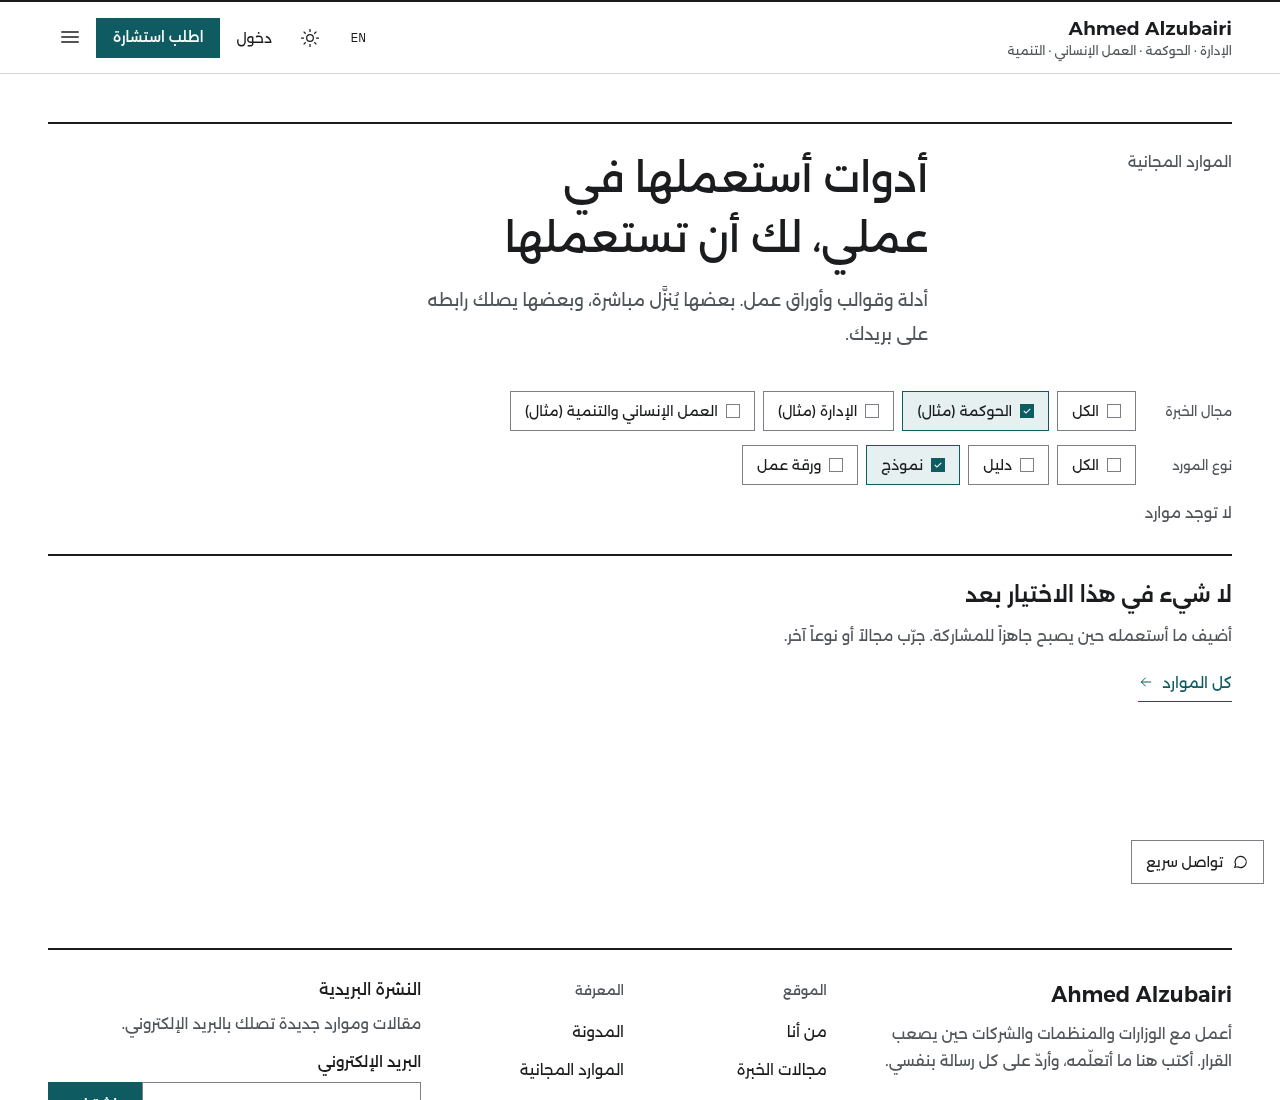 Ahmed Alzubairi
الإدارة · الحوكمة · العمل الإنساني · التنمية
EN
دخول
اطلب استشارة
الموارد المجانية
أدوات أستعملها في
عملي، لك أن تستعملها
أدلة وقوالب وأوراق عمل. بعضها يُنزَّل مباشرة، وبعضها يصلك رابطه
على بريدك.
مجال الخبرة الكل الحوكمة (مثال) الإدارة (مثال) العمل الإنساني والتنمية (مثال)
نوع المورد الكل دليل نموذج ورقة عمل
لا توجد موارد
لا شيء في هذا الاختيار بعد
أضيف ما أستعمله حين يصبح جاهزاً للمشاركة. جرّب مجالاً أو نوعاً آخر.
كل الموارد
تواصل سريع
Ahmed Alzubairi
أعمل مع الوزارات والمنظمات والشركات حين يصعب
القرار. أكتب هنا ما أتعلّمه، وأردّ على كل رسالة بنفسي.
الموقع
من أنا
مجالات الخبرة
المعرفة
المدونة
الموارد المجانية
النشرة البريدية
مقالات وموارد جديدة تصلك بالبريد الإلكتروني.
البريد الإلكتروني